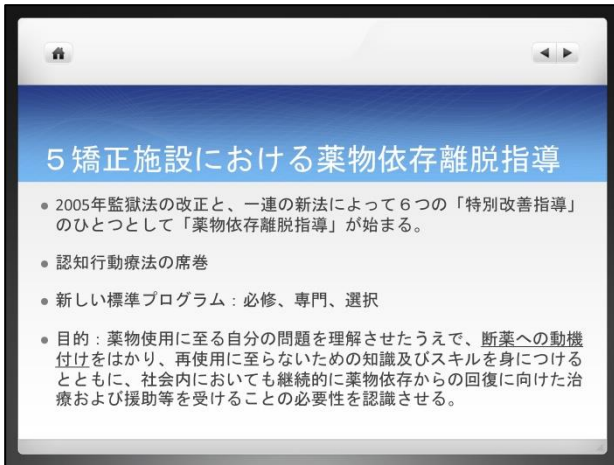 ５矯正施設における薬物依存離脱指導
● 2005年監獄法の改正と、一連の新法によって６つの「特別改善指導」
のひとつとして「薬物依存離脱指導」が始まる。
● 認知行動療法の席巻
● 新しい標準プログラム：必修、専門、選択
● 目的：薬物使用に至る自分の問題を理解させたうえで、断薬への動機
付けをはかり、再使用に至らないための知識及びスキルを身につける
とともに、社会内においても継続的に薬物依存からの回復に向けた治
療および援助等を受けることの必要性を認識させる。